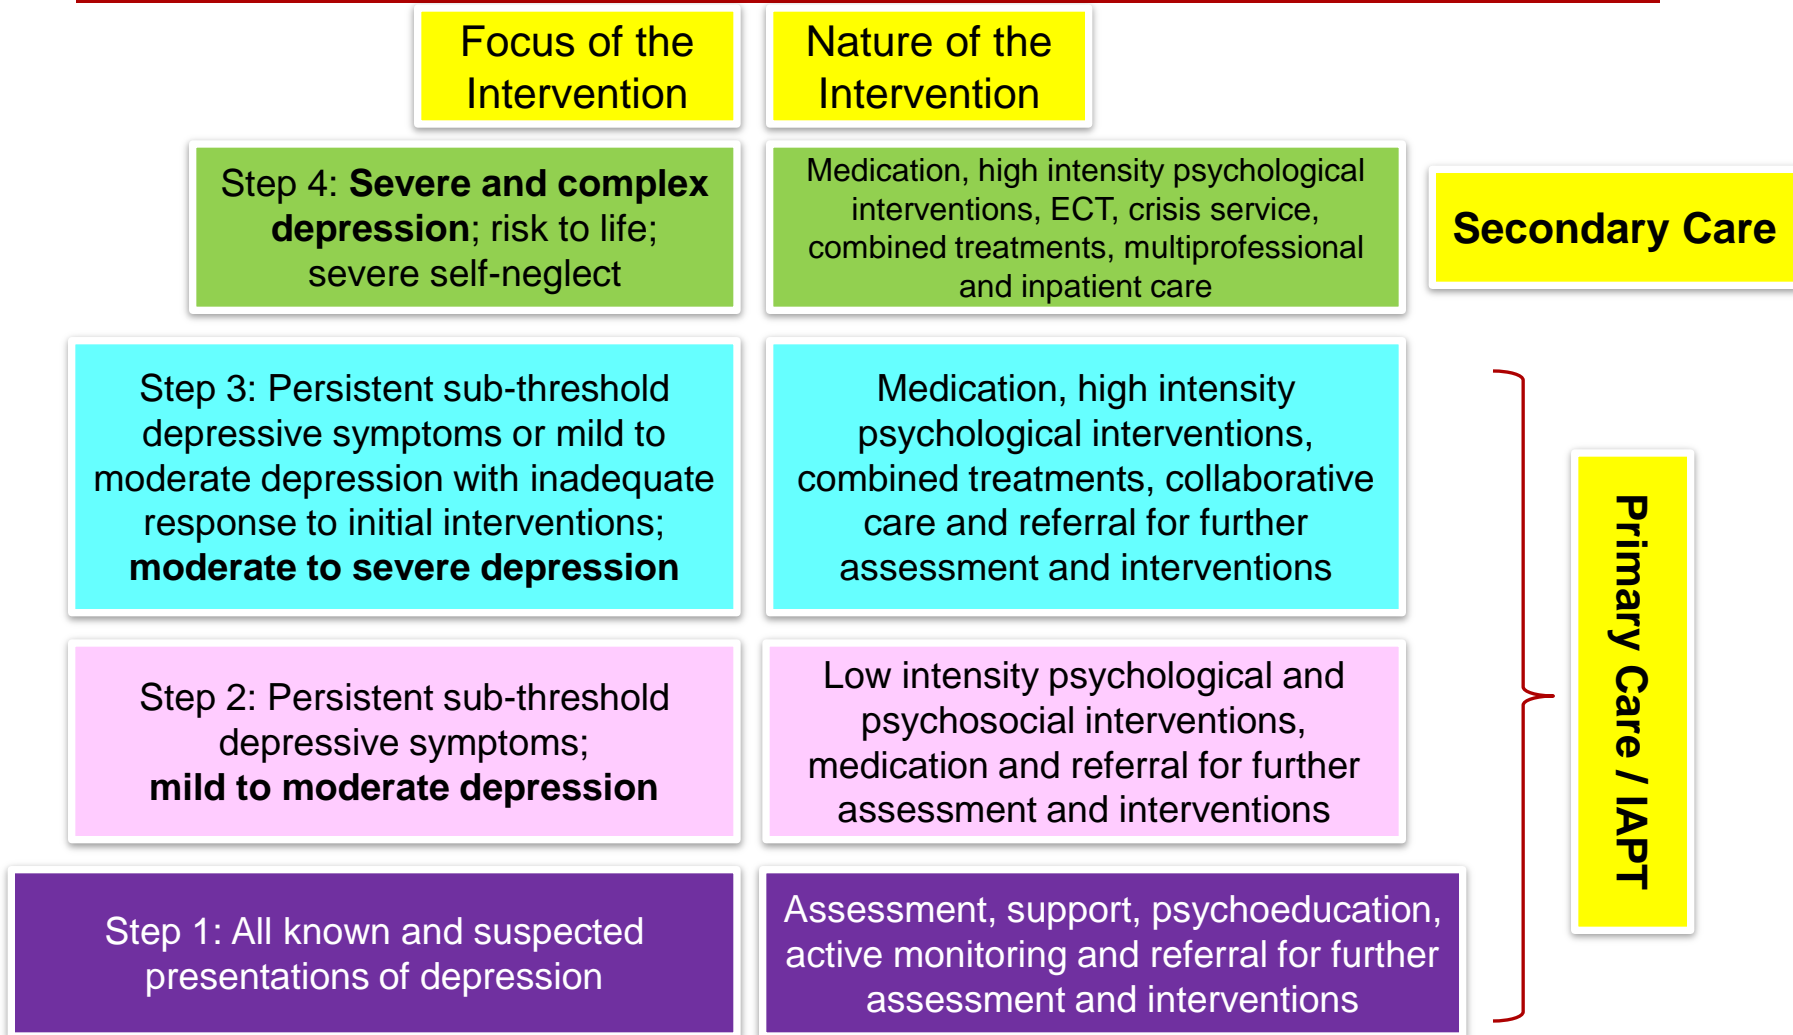 Focus of the
Intervention
Nature of the
Intervention
Step 4: Severe and complex
depression; risk to life;
severe self-neglect
Medication, high intensity psychological
interventions, ECT, crisis service,
combined treatments, multiprofessional
and inpatient care
Secondary Care
Step 3: Persistent sub-threshold
depressive symptoms or mild to
moderate depression with inadequate
response to initial interventions;
moderate to severe depression
Medication, high intensity
psychological interventions,
combined treatments, collaborative
care and referral for further
assessment and interventions
Primary Care / IAPT
Step 2: Persistent sub-threshold
depressive symptoms;
mild to moderate depression
Low intensity psychological and
psychosocial interventions,
medication and referral for further
assessment and interventions
Step 1: All known and suspected
presentations of depression
Assessment, support, psychoeducation,
active monitoring and referral for further
assessment and interventions